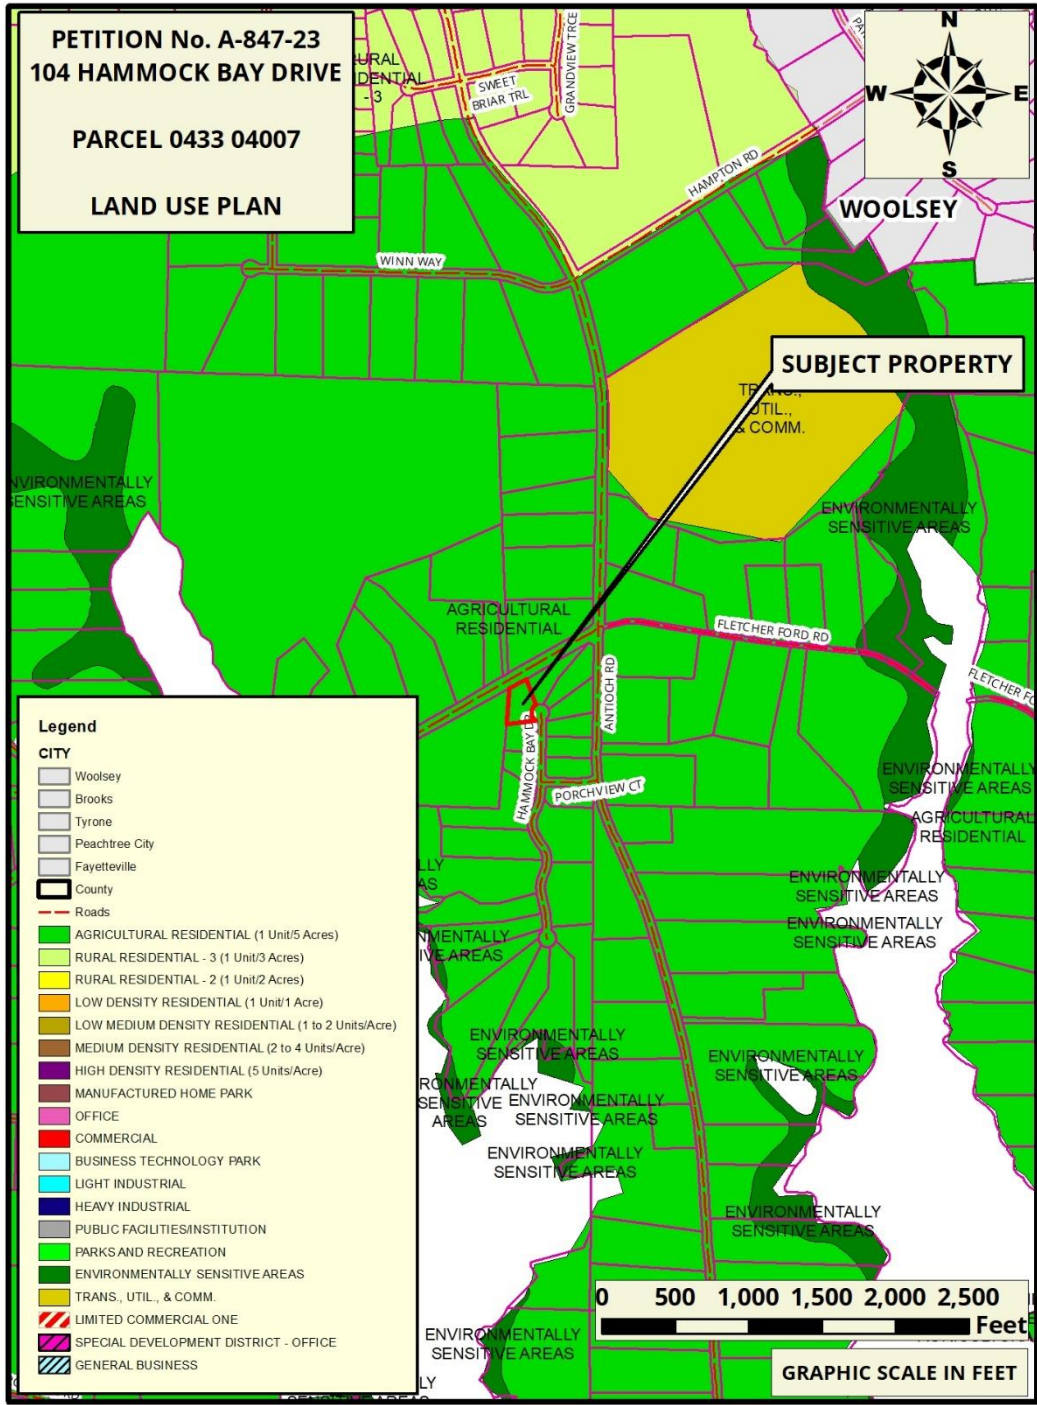 PETITION No. A-847-23
104 HAMMOCK BAY DRIVE
PARCEL 0433 04007
LAND USE PLAN
N
W
E
S
- 3
SWEET
BRIAR TRL
GRANDVIEW TRCE
HAMPTON RD
WOOLSEY
WINN WAY
SUBJECT PROPERTY
UTIL.,
& COMM.
SENSITIVE AREAS
ENVIRONMENTALLY
SENSITIVE AREAS
AGRICULTURAL
RESIDENTIAL
FLETCHER FORD RD
FLETCHER
ANTIOCH RD
HAMMOCK BAY DR
PORCHVIEW CT
ENVIRONMENTALLY
SENSITIVE AREAS
AGRICULTURAL
RESIDENTIAL
ENVIRONMENTALLY
SENSITIVE AREAS
ENVIRONMENTALLY
SENSITIVE AREAS
AREAS
ENVIRONMENTALLY
SENSITIVE AREAS
ENVIRONMENTALLY
SENSITIVE AREAS
SENSITIVE
AREAS
ENVIRONMENTALLY
SENSITIVE AREAS
ENVIRONMENTALLY
SENSITIVE AREAS
ENVIRONMENTALLY
SENSITIVE AREAS
ENVIRONMENTALLY
SENSITIVE AREAS
Legend
CITY
Woolsey
Brooks
Tyrone
Peachtree City
Fayetteville
County
Roads
AGRICULTURAL RESIDENTIAL (1 Unit/5 Acres)
RURAL RESIDENTIAL - 3 (1 Unit/3 Acres)
RURAL RESIDENTIAL - 2 (1 Unit/2 Acres)
LOW DENSITY RESIDENTIAL (1 Unit/1 Acre)
LOW MEDIUM DENSITY RESIDENTIAL (1 to 2 Units/Acre)
MEDIUM DENSITY RESIDENTIAL (2 to 4 Units/Acre)
HIGH DENSITY RESIDENTIAL (5 Units/Acre)
MANUFACTURED HOME PARK
OFFICE
COMMERCIAL
BUSINESS TECHNOLOGY PARK
LIGHT INDUSTRIAL
HEAVY INDUSTRIAL
PUBLIC FACILITIES/INSTITUTION
PARKS AND RECREATION
ENVIRONMENTALLY SENSITIVE AREAS
TRANS., UTIL., & COMM.
LIMITED COMMERCIAL ONE
SPECIAL DEVELOPMENT DISTRICT - OFFICE
GENERAL BUSINESS
0 500 1,000 1,500 2,000 2,500
Feet
GRAPHIC SCALE IN FEET